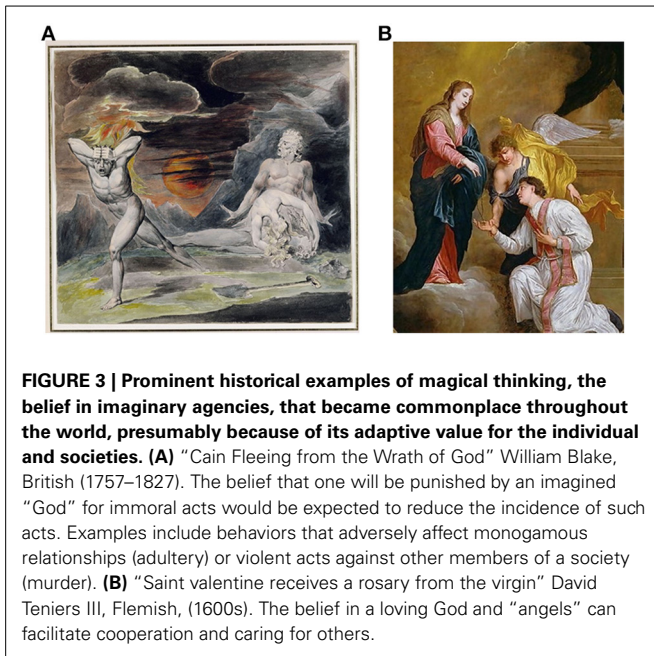 A
B
FIGURE 3 | Prominent historical examples of magical thinking, the
belief in imaginary agencies, that became commonplace throughout
the world, presumably because of its adaptive value for the individual
and societies. (A) “Cain Fleeing from the Wrath of God” William Blake,
British (1757–1827). The belief that one will be punished by an imagined
“God” for immoral acts would be expected to reduce the incidence of such
acts. Examples include behaviors that adversely affect monogamous
relationships (adultery) or violent acts against other members of a society
(murder). (B) “Saint valentine receives a rosary from the virgin” David
Teniers III, Flemish, (1600s). The belief in a loving God and “angels” can
facilitate cooperation and caring for others.